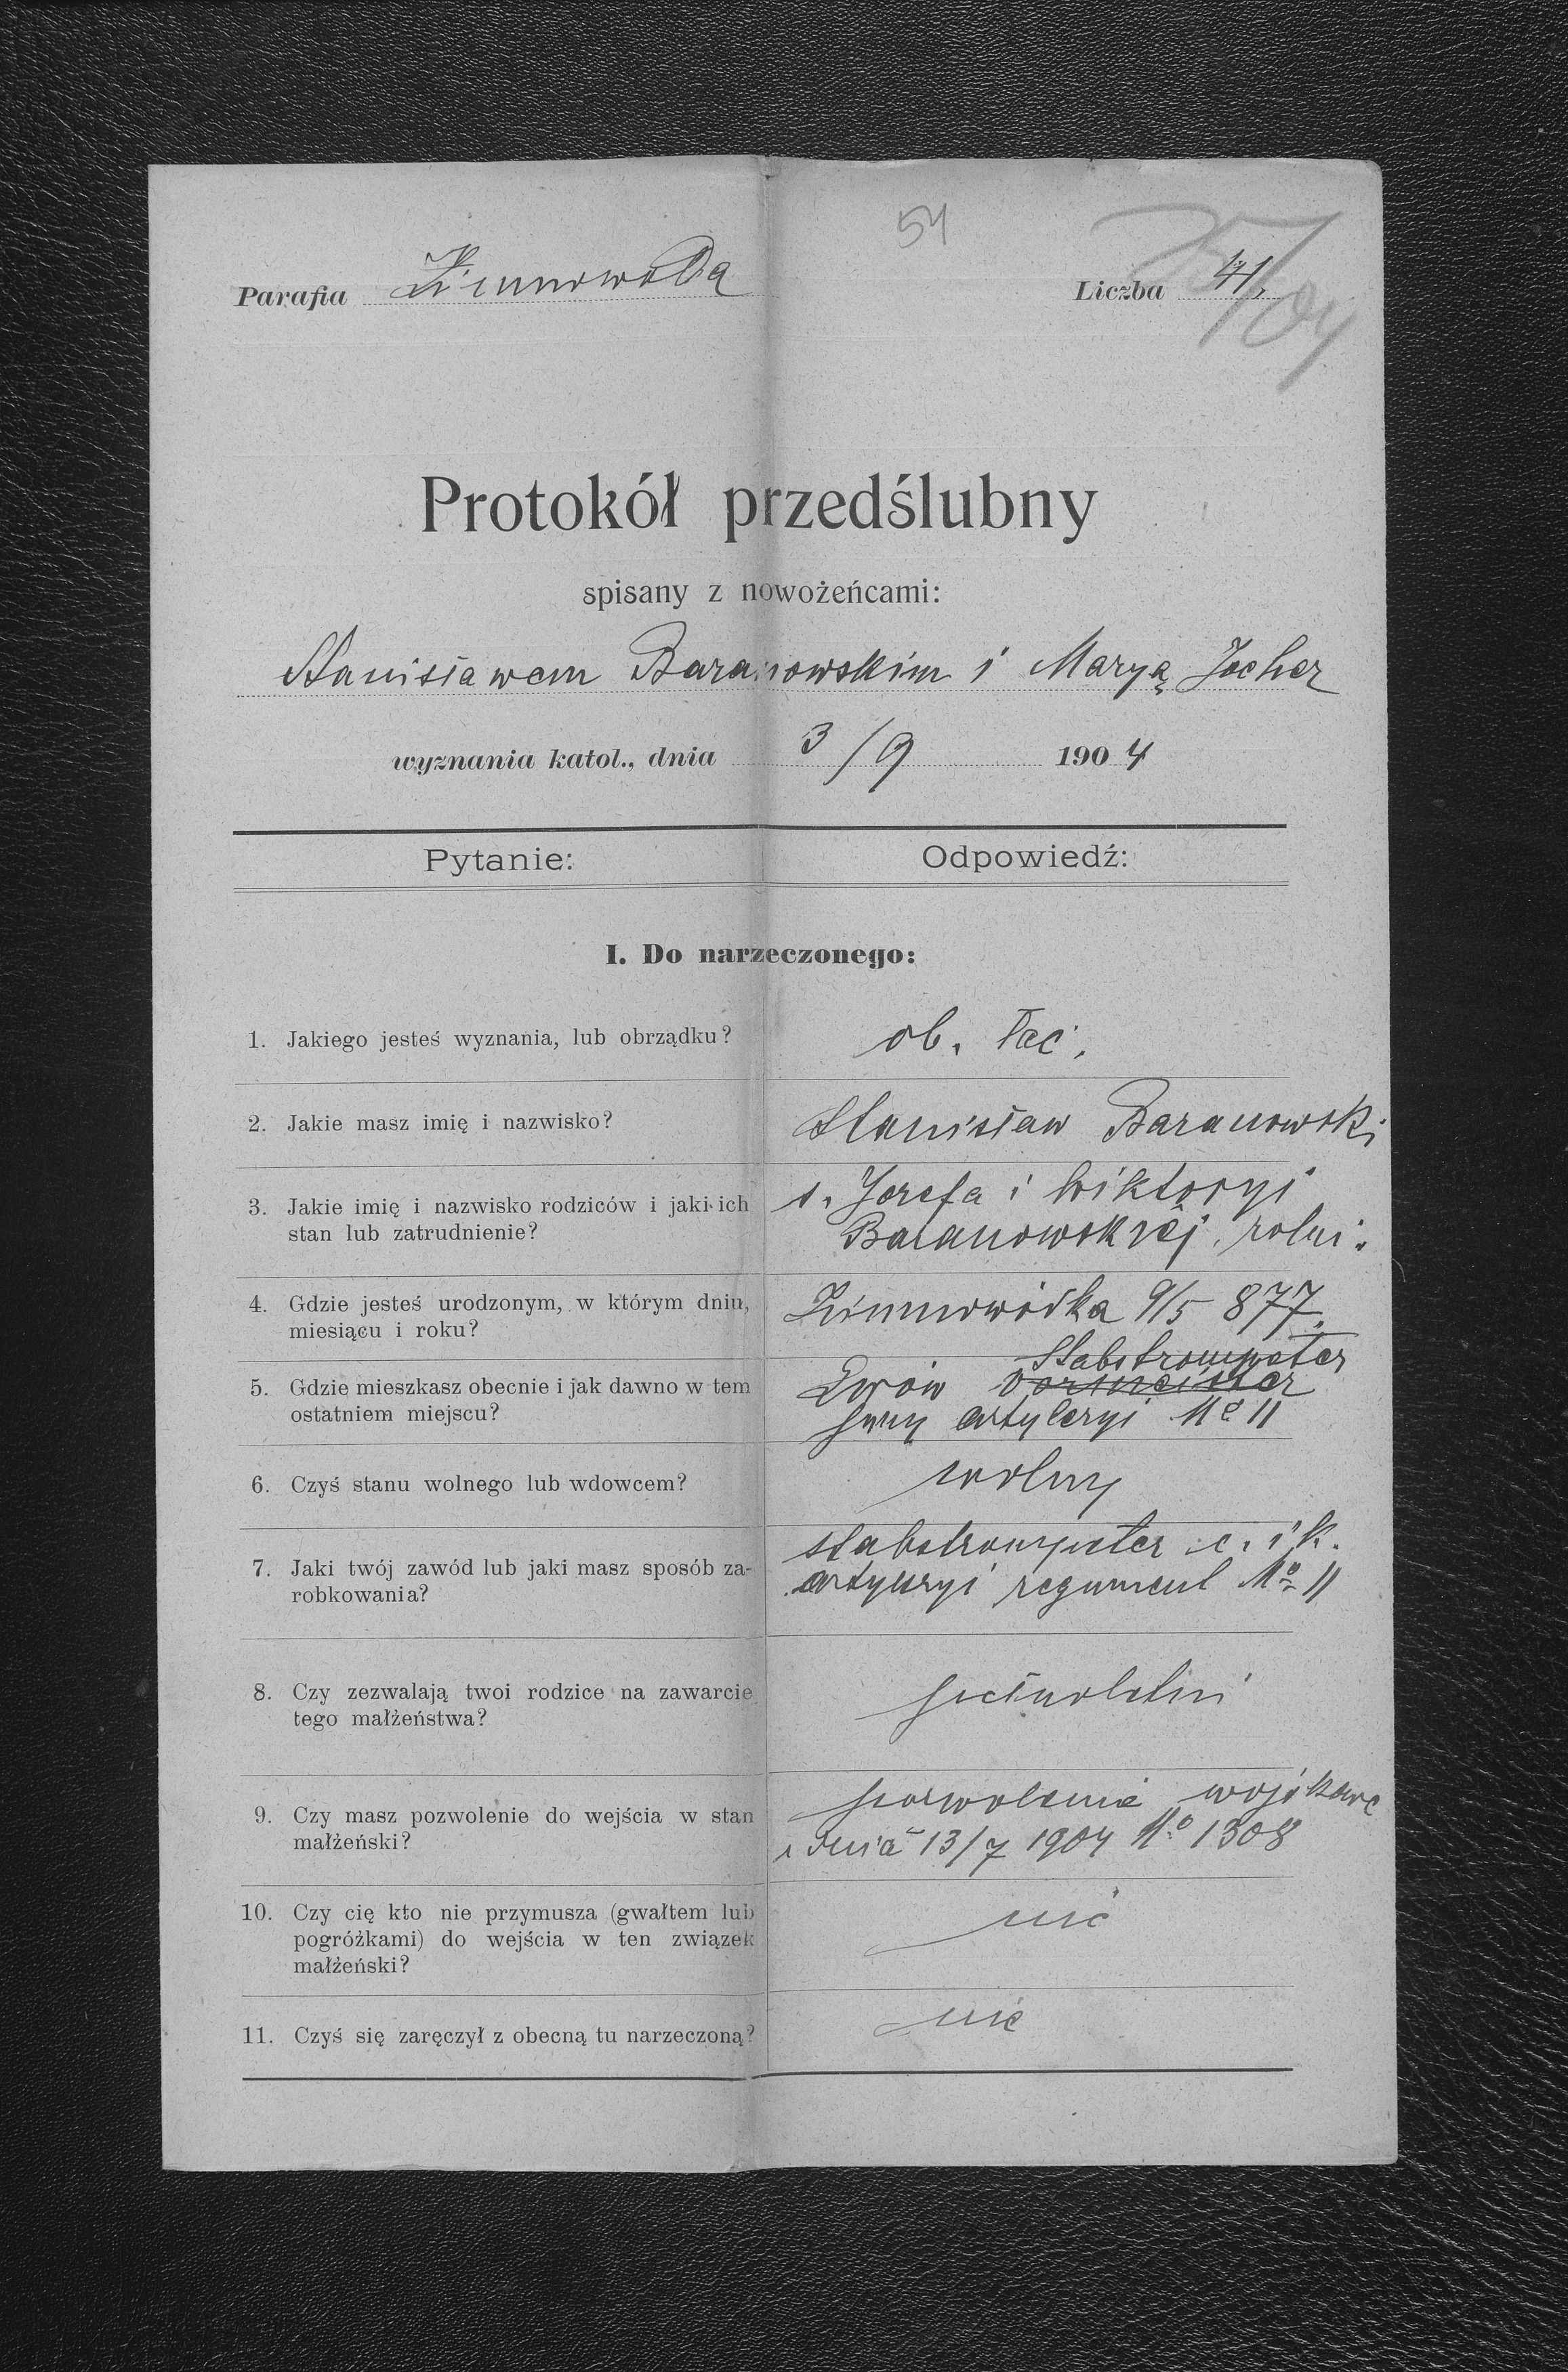 54
Parafia Zimnowoda
Liczba 41,
35/04
Protokół przedślubny
spisany z nowożeńcami:
Stanisławem Baranowskim i Maryą Jocher
wyznania katol., dnia 3/9 1904
Pytanie:
Odpowiedź:
I. Do narzeczonego:
1. Jakiego jesteś wyznania, lub obrządku?
ob. łac.
2. Jakie masz imię i nazwisko?
Stanisław Baranowski
3. Jakie imię i nazwisko rodziców i jaki ich
stan lub zatrudnienie?
s. Józefa i Wiktoryi
Baranowskiej, rolni.
4. Gdzie jesteś urodzonym, w którym dniu,
miesiącu i roku?
Zimnowódka 9/5 877.
5. Gdzie mieszkasz obecnie i jak dawno w tem
ostatniem miejscu?
Stabstrompeter
Lwów
przy artyleryi No 11
6. Czyś stanu wolnego lub wdowcem?
wolny
7. Jaki twój zawód lub jaki masz sposób za-
robkowania?
stabstrompeter c. i k.
artyleryi regiment No 11
8. Czy zezwalają twoi rodzice na zawarcie
tego małżeństwa?
pełnoletni
9. Czy masz pozwolenie do wejścia w stan
małżeński?
pozwolenie wojskowe
z dnia 13/7 1904 No 1308
10. Czy cię kto nie przymusza (gwałtem lub
pogróżkami) do wejścia w ten związek
małżeński?
nie
11. Czyś się zaręczył z obecną tu narzeczoną?
nie